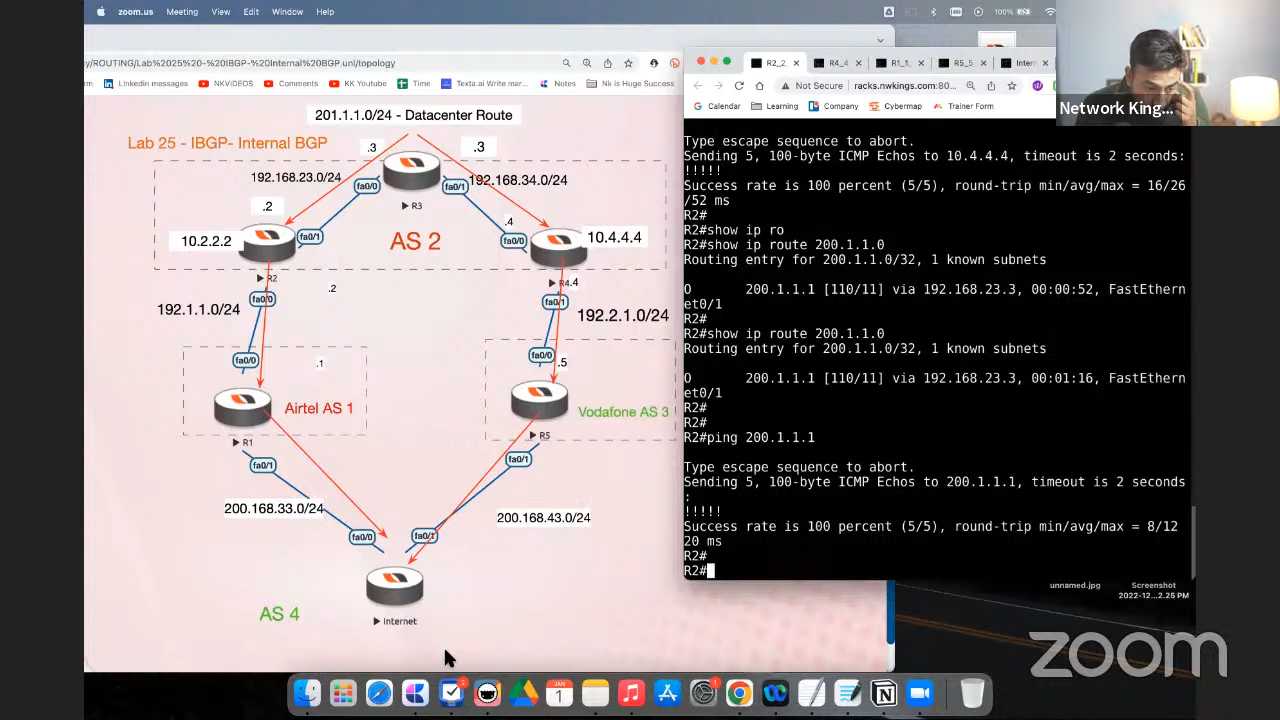 zoom.us Meeting View Edit Window Help
100%
cy/ROUTING/Lab%2025%20-%20IBGP-%20Internal%20BGP.unl/topology
LInkedin messages NKVIDEOS Comments KK Youtube Time Texta.ai Write mar... Notes Nk is Huge Success
201.1.1.0/24 - Datacenter Route
Lab 25 - IBGP- Internal BGP
.3
.3
192.168.23.0/24
192.168.34.0/24
fa0/0
fa0/1
R3
.2
.4
10.2.2.2
fa0/1
AS 2
fa0/0
10.4.4.4
R2
.2
R4
.4
192.1.1.0/24
fa0/0
fa0/1
192.2.1.0/24
fa0/0
.1
fa0/0
.5
Airtel AS 1
Vodafone AS 3
R1
R5
fa0/1
fa0/1
200.168.33.0/24
200.168.43.0/24
fa0/0
fa0/1
AS 4
Internet
R2_2 R4_4 R1_1 R5_3 Intern
Not Secure racks.nwkings.com:80...
Calendar Learning Company Cybermap Trainer Form
Type escape sequence to abort.
Sending 5, 100-byte ICMP Echos to 10.4.4.4, timeout is 2 seconds:
!!!!!
Success rate is 100 percent (5/5), round-trip min/avg/max = 16/26
/52 ms
R2#
R2#show ip ro
R2#show ip route 200.1.1.0
Routing entry for 200.1.1.0/32, 1 known subnets
O 200.1.1.1 [110/11] via 192.168.23.3, 00:00:52, FastEthern
et0/1
R2#
R2#show ip route 200.1.1.0
Routing entry for 200.1.1.0/32, 1 known subnets
O 200.1.1.1 [110/11] via 192.168.23.3, 00:01:16, FastEthern
et0/1
R2#
R2#
R2#ping 200.1.1.1
Type escape sequence to abort.
Sending 5, 100-byte ICMP Echos to 200.1.1.1, timeout is 2 seconds
:
!!!!!
Success rate is 100 percent (5/5), round-trip min/avg/max = 8/12
20 ms
R2#
R2#
Network King...
unnamed.jpg
Screenshot
2022-12...2.25 PM
zoom
2
JAN
1
1